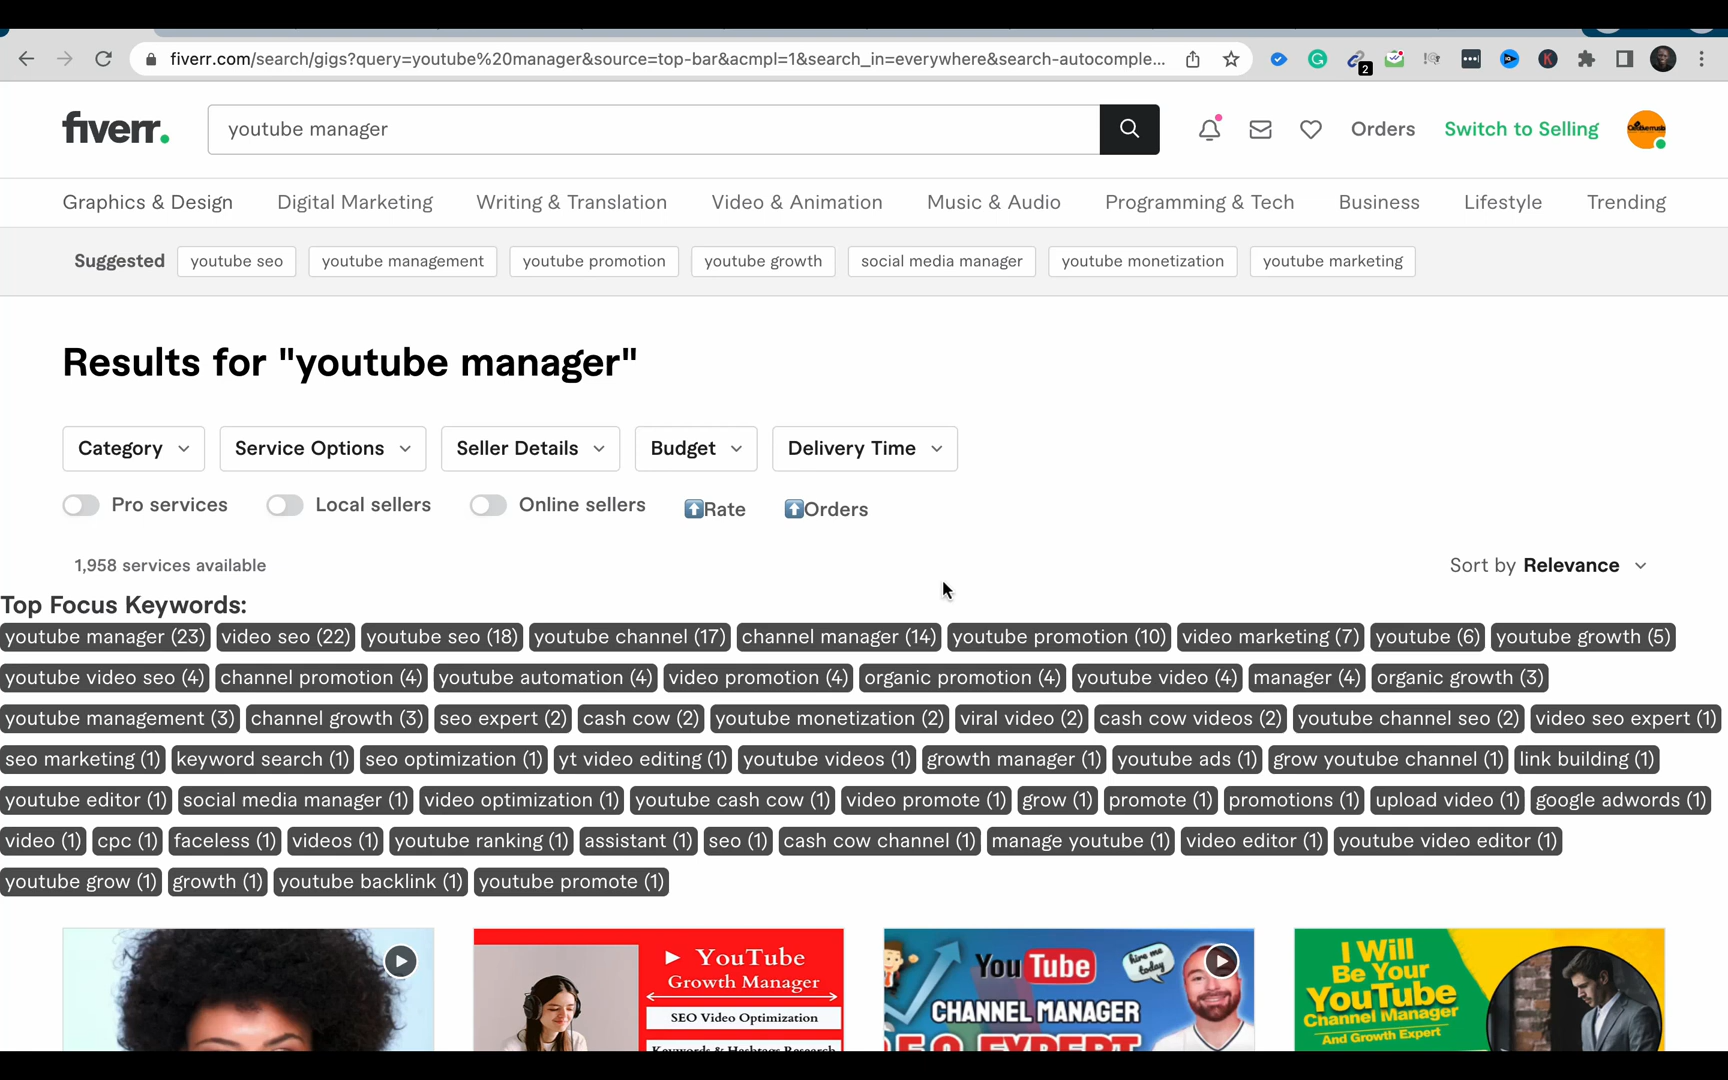 fiverr.com/search/gigs?query=youtube%20manager&source=top-bar&acmpl=1&search_in=everywhere&search-autocomple...
2
fiverr.
youtube manager
Orders
Switch to Selling
Graphics & Design Digital Marketing Writing & Translation Video & Animation Music & Audio Programming & Tech Business Lifestyle Trending
Suggested youtube seo youtube management youtube promotion youtube growth social media manager youtube monetization youtube marketing
Results for "youtube manager"
Category Service Options Seller Details Budget Delivery Time
Pro services Local sellers Online sellers Rate Orders
1,958 services available Sort by Relevance
Top Focus Keywords:
youtube manager (23) video seo (22) youtube seo (18) youtube channel (17) channel manager (14) youtube promotion (10) video marketing (7) youtube (6) youtube growth (5)
youtube video seo (4) channel promotion (4) youtube automation (4) video promotion (4) organic promotion (4) youtube video (4) manager (4) organic growth (3)
youtube management (3) channel growth (3) seo expert (2) cash cow (2) youtube monetization (2) viral video (2) cash cow videos (2) youtube channel seo (2) video seo expert (1)
seo marketing (1) keyword search (1) seo optimization (1) yt video editing (1) youtube videos (1) growth manager (1) youtube ads (1) grow youtube channel (1) link building (1)
youtube editor (1) social media manager (1) video optimization (1) youtube cash cow (1) video promote (1) grow (1) promote (1) promotions (1) upload video (1) google adwords (1)
video (1) cpc (1) faceless (1) videos (1) youtube ranking (1) assistant (1) seo (1) cash cow channel (1) manage youtube (1) video editor (1) youtube video editor (1)
youtube grow (1) growth (1) youtube backlink (1) youtube promote (1)
YouTube
Growth Manager
SEO Video Optimization
Keywords & Hashtags Research
YouTube
hire me
today
CHANNEL MANAGER
SEO EXPERT
I Will
Be Your
YouTube
Channel Manager
And Growth Expert